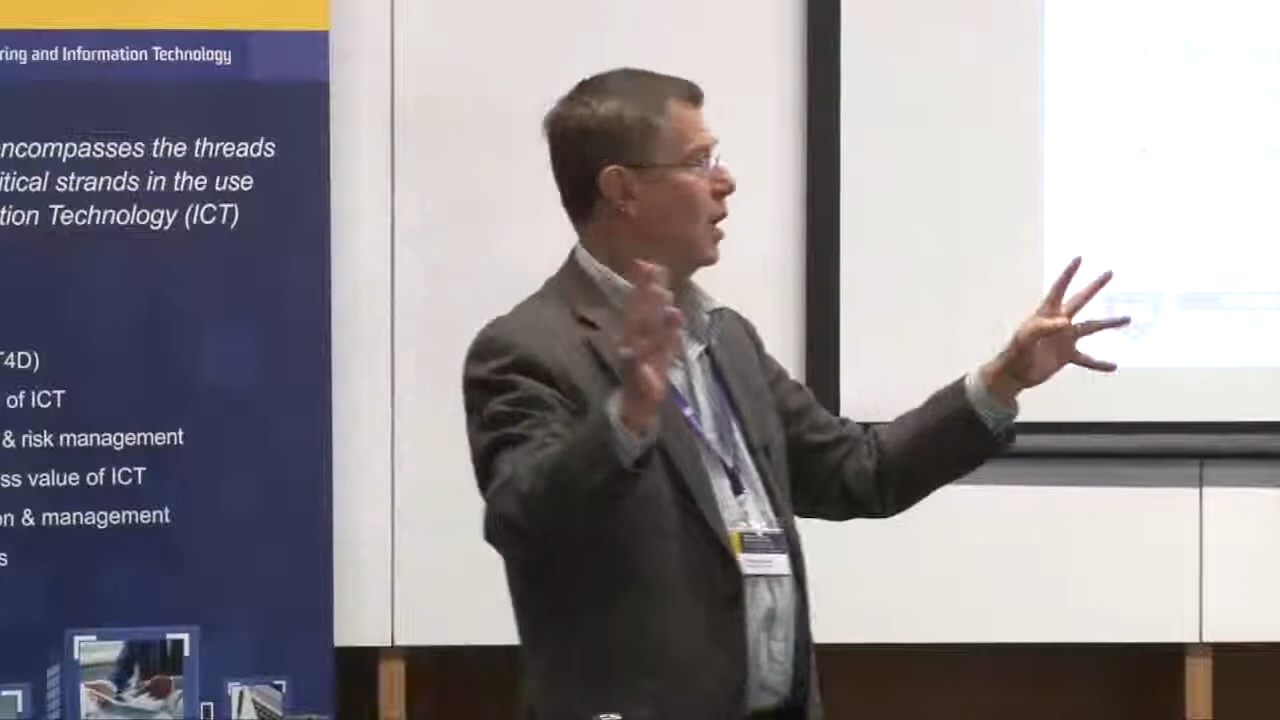 ring and Information Technology
ncompasses the threads
itical strands in the use
tion Technology (ICT)
T4D)
of ICT
& risk management
ss value of ICT
n & management
s